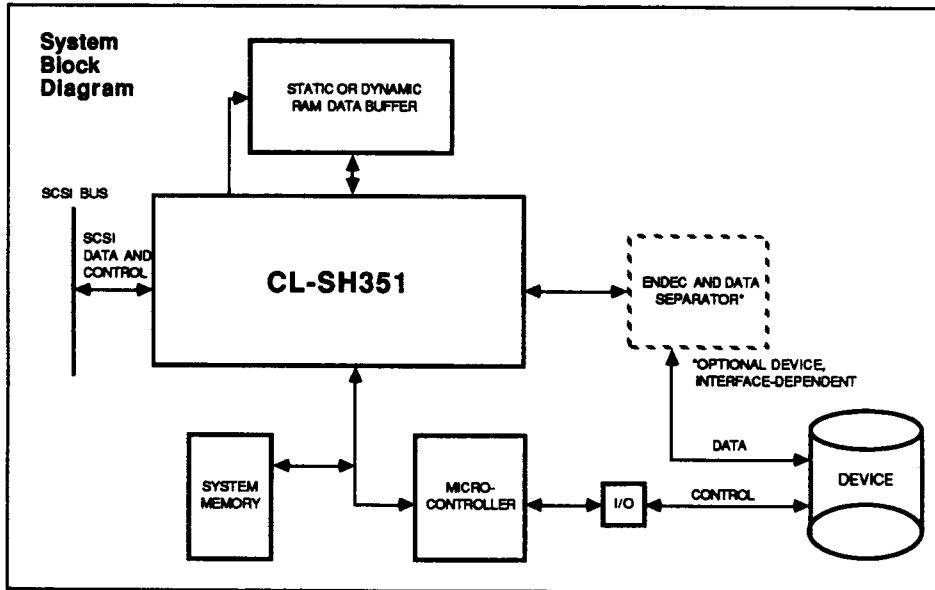 System
Block
Diagram
STATIC OR DYNAMIC
RAM DATA BUFFER
SCSI BUS
SCSI
DATA AND
CONTROL
CL-SH351
ENDEC AND DATA
SEPARATOR*
*OPTIONAL DEVICE,
INTERFACE-DEPENDENT
SYSTEM
MEMORY
MICRO-
CONTROLLER
I/O
DATA
CONTROL
DEVICE